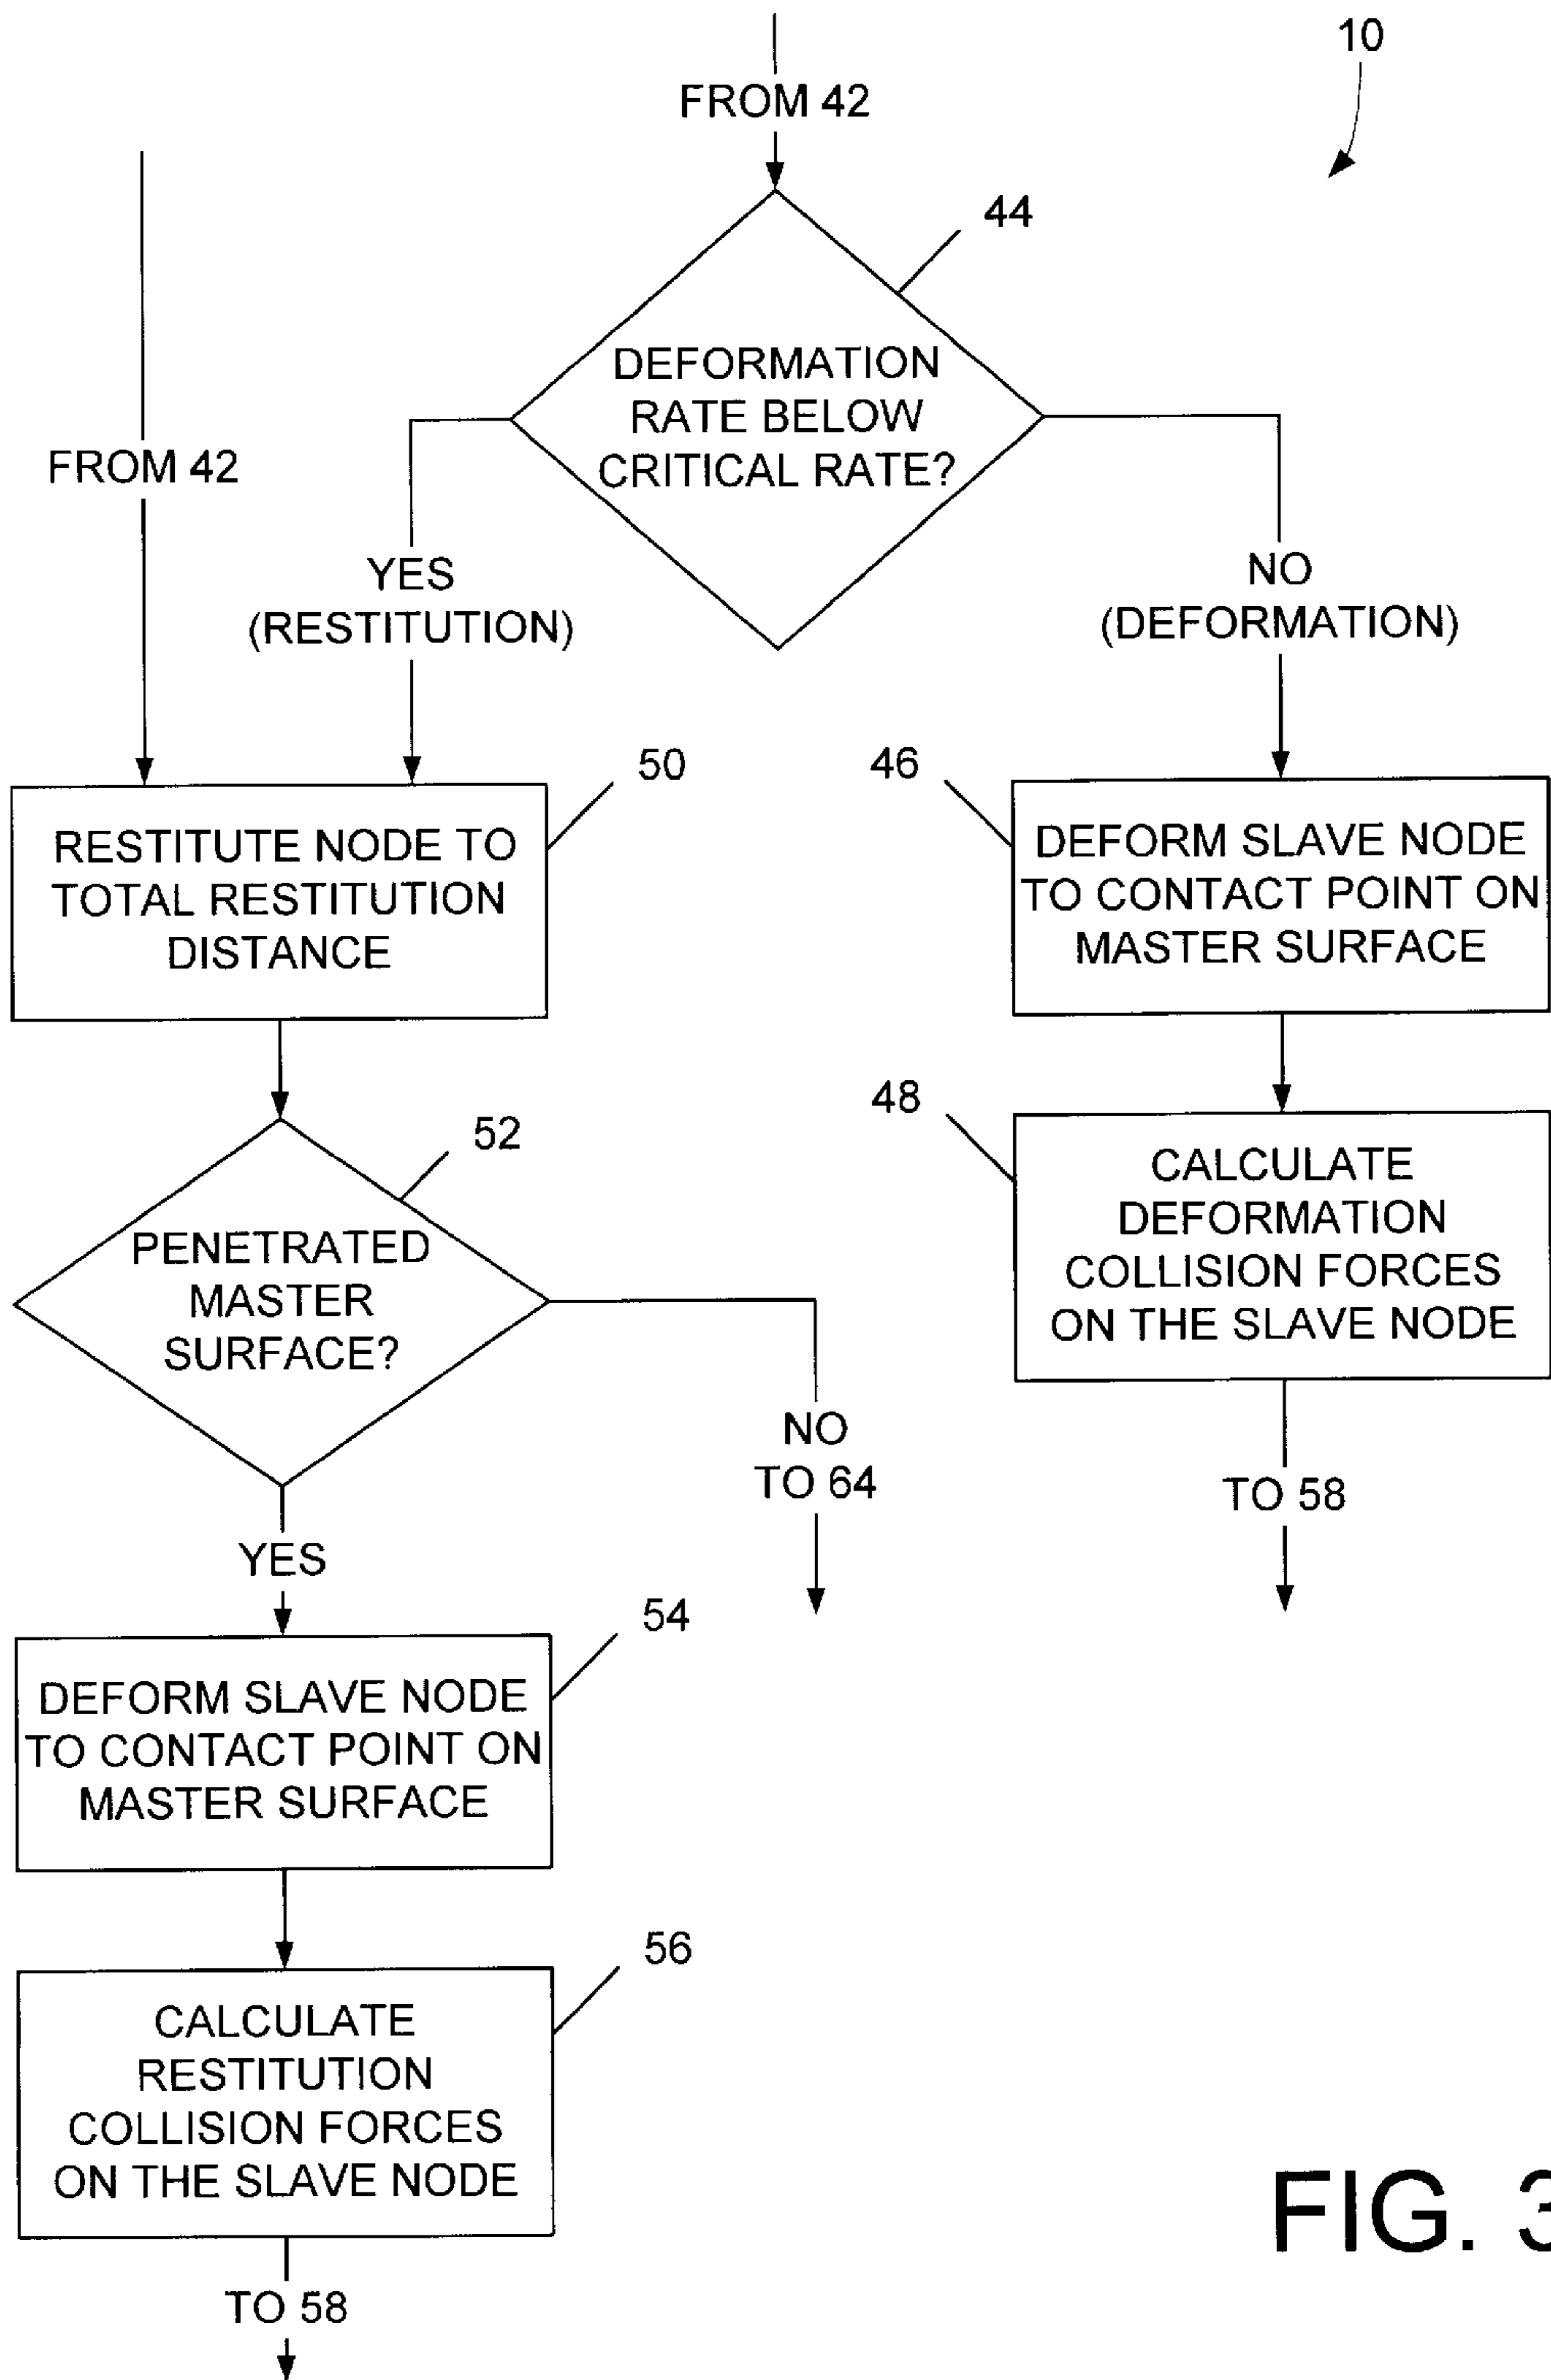 10
FROM 42
44
DEFORMATION
RATE BELOW
CRITICAL RATE?
FROM 42
YES
(RESTITUTION)
NO
(DEFORMATION)
50
RESTITUTE NODE TO
TOTAL RESTITUTION
DISTANCE
46
DEFORM SLAVE NODE
TO CONTACT POINT ON
MASTER SURFACE
52
PENETRATED
MASTER
SURFACE?
48
CALCULATE
DEFORMATION
COLLISION FORCES
ON THE SLAVE NODE
NO
TO 64
TO 58
YES
54
DEFORM SLAVE NODE
TO CONTACT POINT ON
MASTER SURFACE
56
CALCULATE
RESTITUTION
COLLISION FORCES
ON THE SLAVE NODE
TO 58
FIG. 3